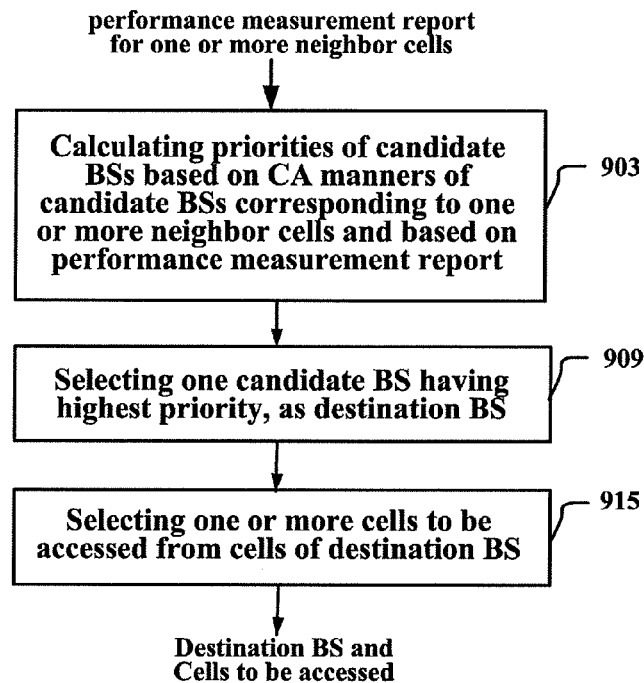 performance measurement report
for one or more neighbor cells
Calculating priorities of candidate
BSs based on CA manners of
candidate BSs corresponding to one
or more neighbor cells and based on
performance measurement report
903
Selecting one candidate BS having
highest priority, as destination BS
909
Selecting one or more cells to be
accessed from cells of destination BS
915
Destination BS and
Cells to be accessed